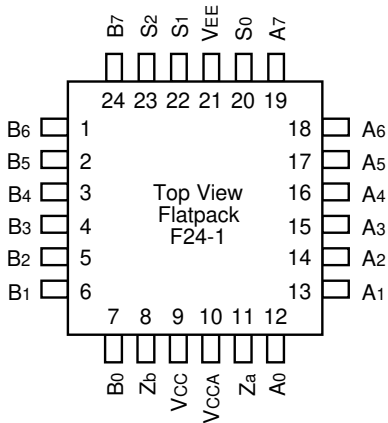 B7 S2 S1 VEE S0 A7
24 23 22 21 20 19
B6 1 18 A6
B5 2 17 A5
B4 3 16 A4
B3 4 15 A3
B2 5 14 A2
B1 6 13 A1
Top View
Flatpack
F24-1
7 8 9 10 11 12
B0 Zb VCC VCCA Za A0